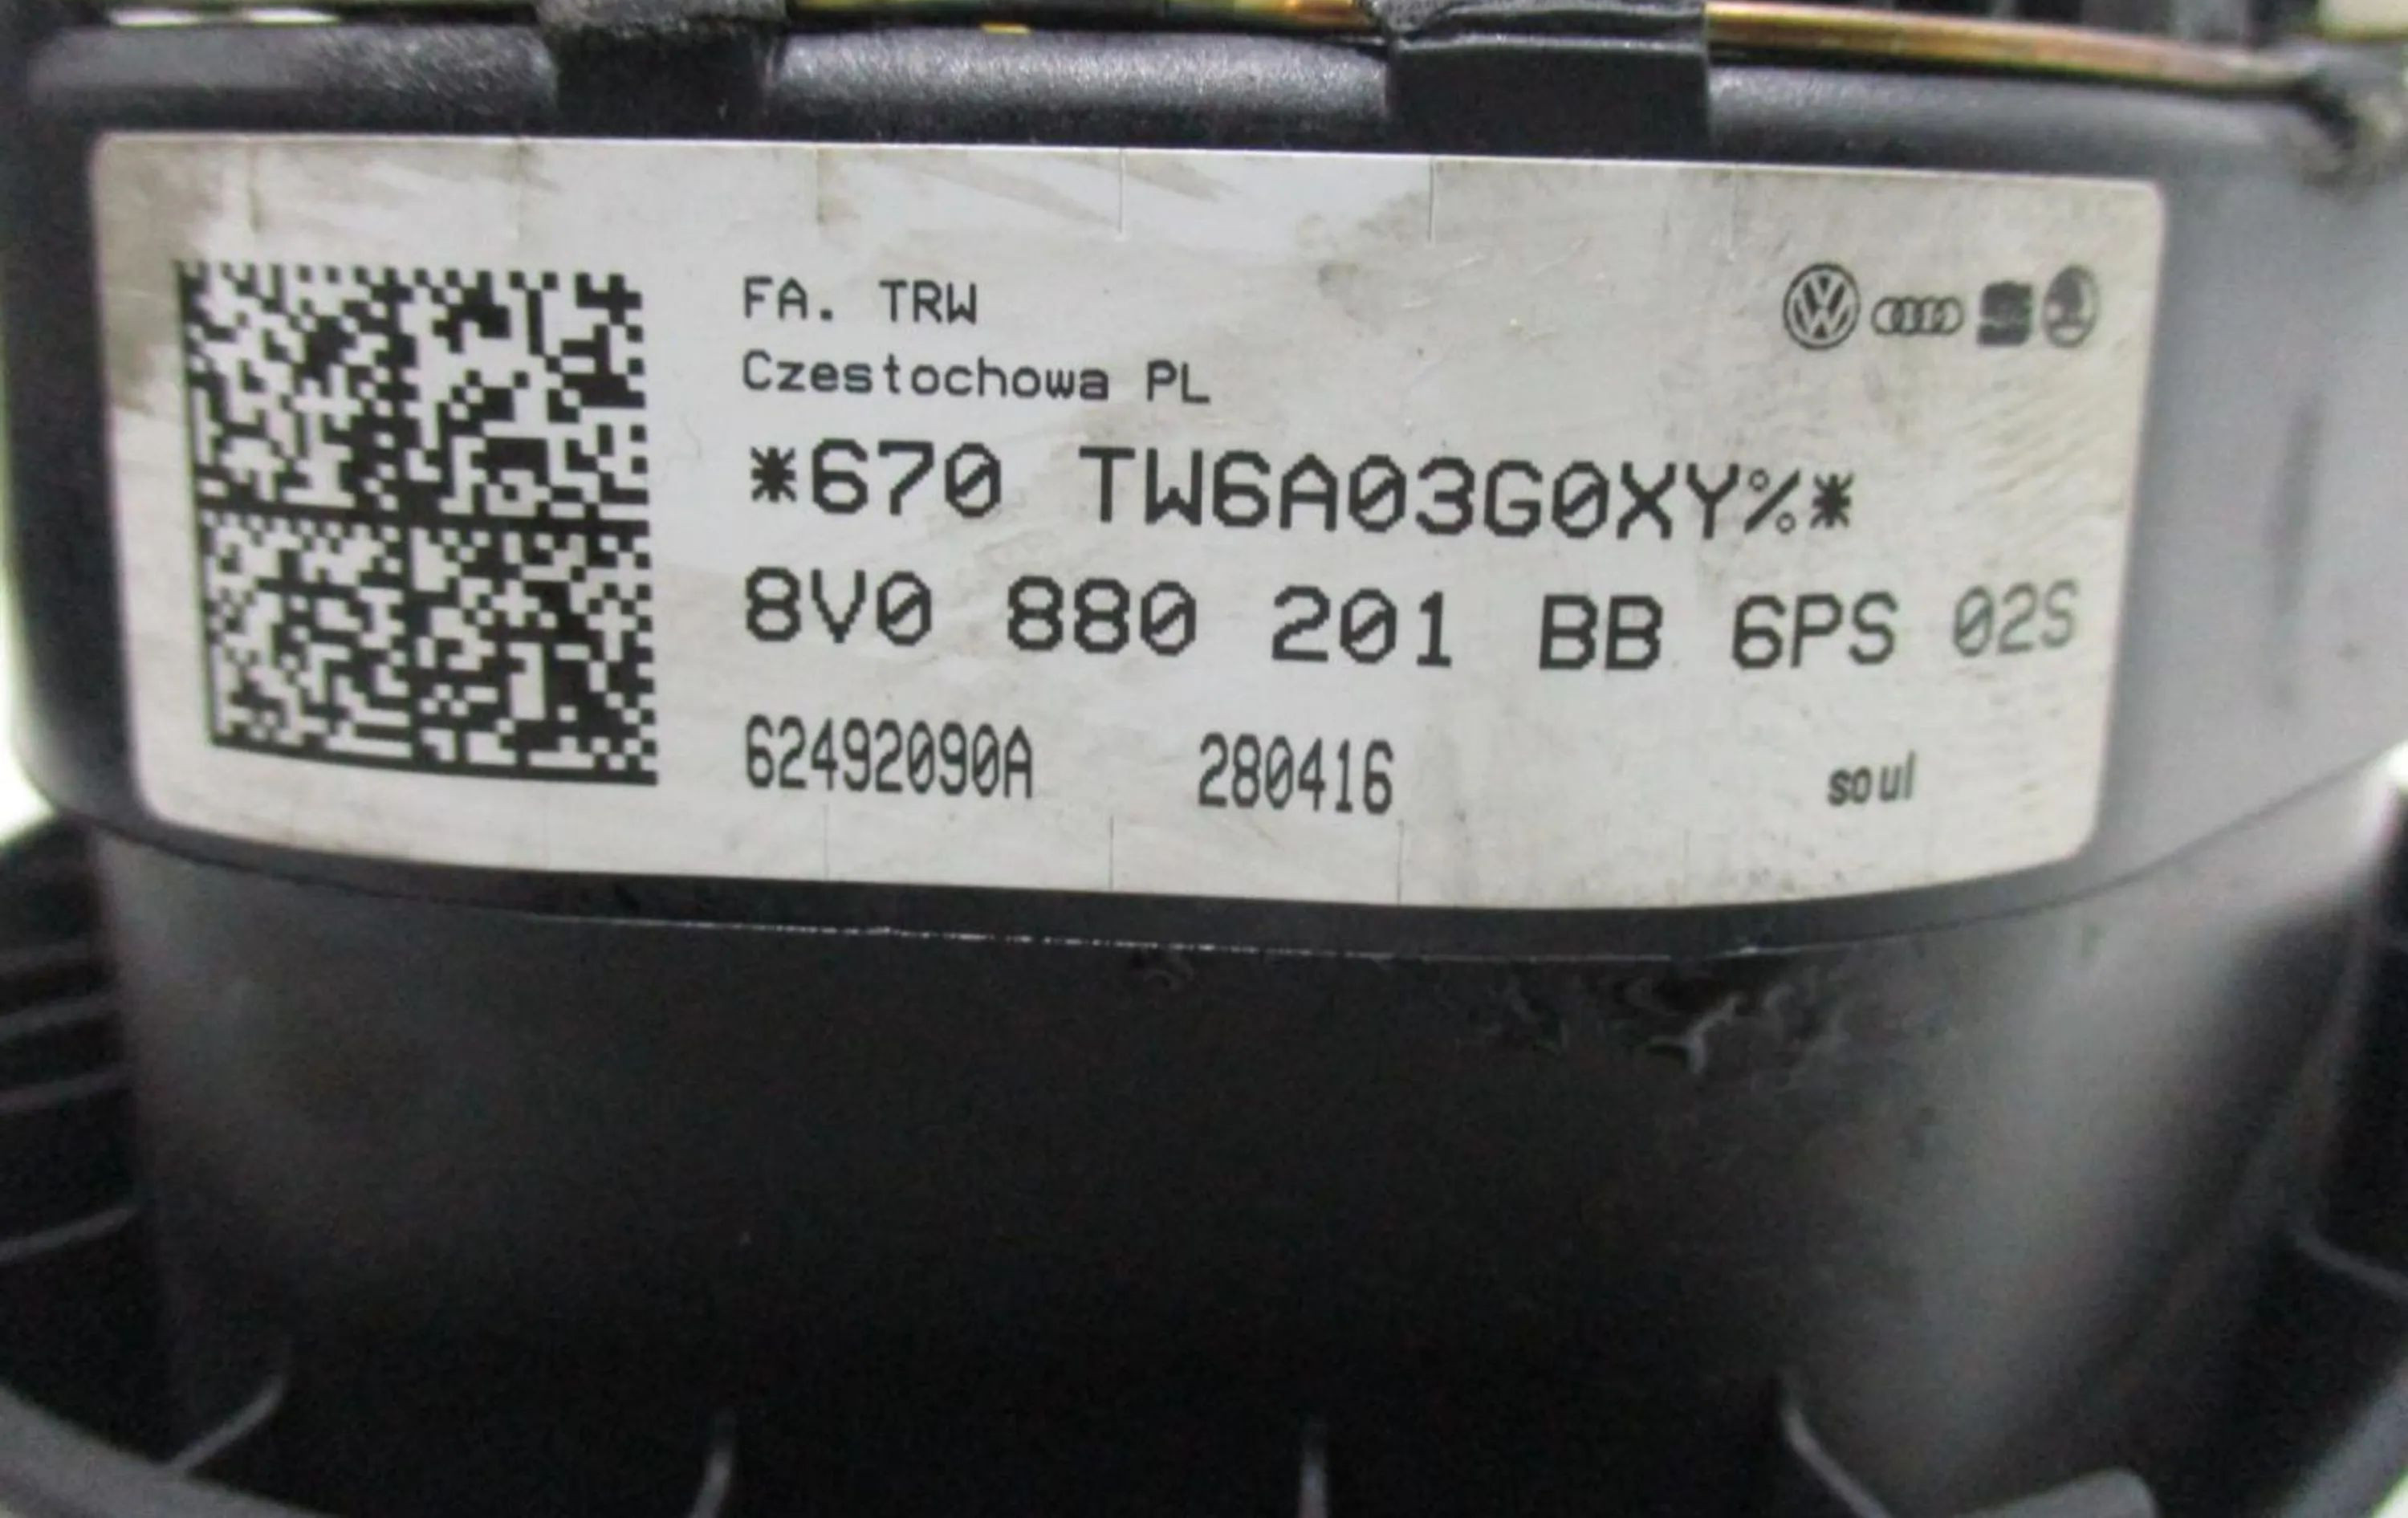 FA. TRW
Czestochowa PL
*670 TW6A03G0XY%*
8V0 880 201 BB 6PS 02S
62492090A 280416 soul